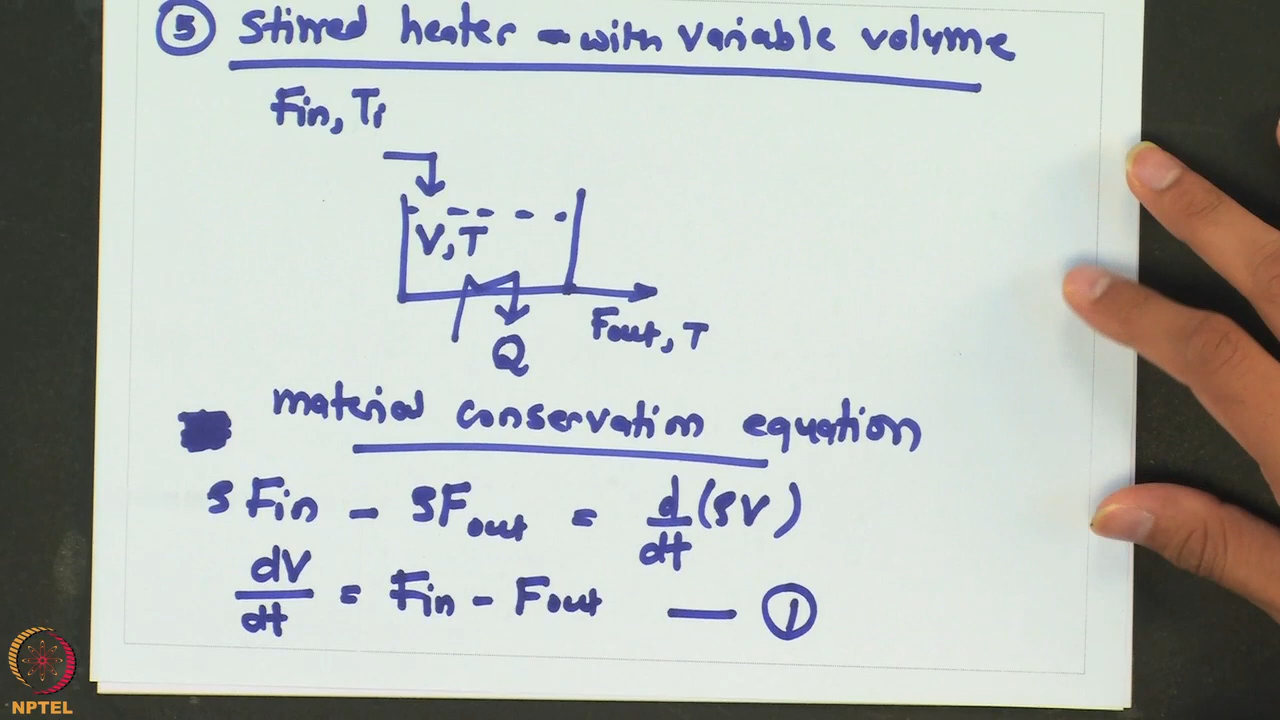 ⑤ Stirred heater - with variable volume
Fin, Ti
V, T
Fout, T
Q
material conservation equation
ρFin - ρFout = d/dt (ρV)
dV/dt = Fin - Fout — ①
NPTEL